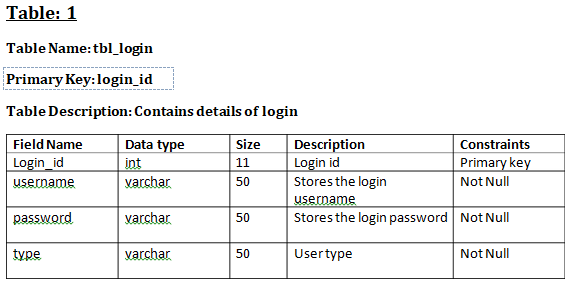 Table: 1
Table Name: tbl_login
Primary Key: login_id
Table Description: Contains details of login
Field Name Data type Size Description Constraints
Login_id int 11 Login id Primary key
username varchar 50 Stores the login Not Null
username
password varchar 50 Stores the login password Not Null
type varchar 50 User type Not Null